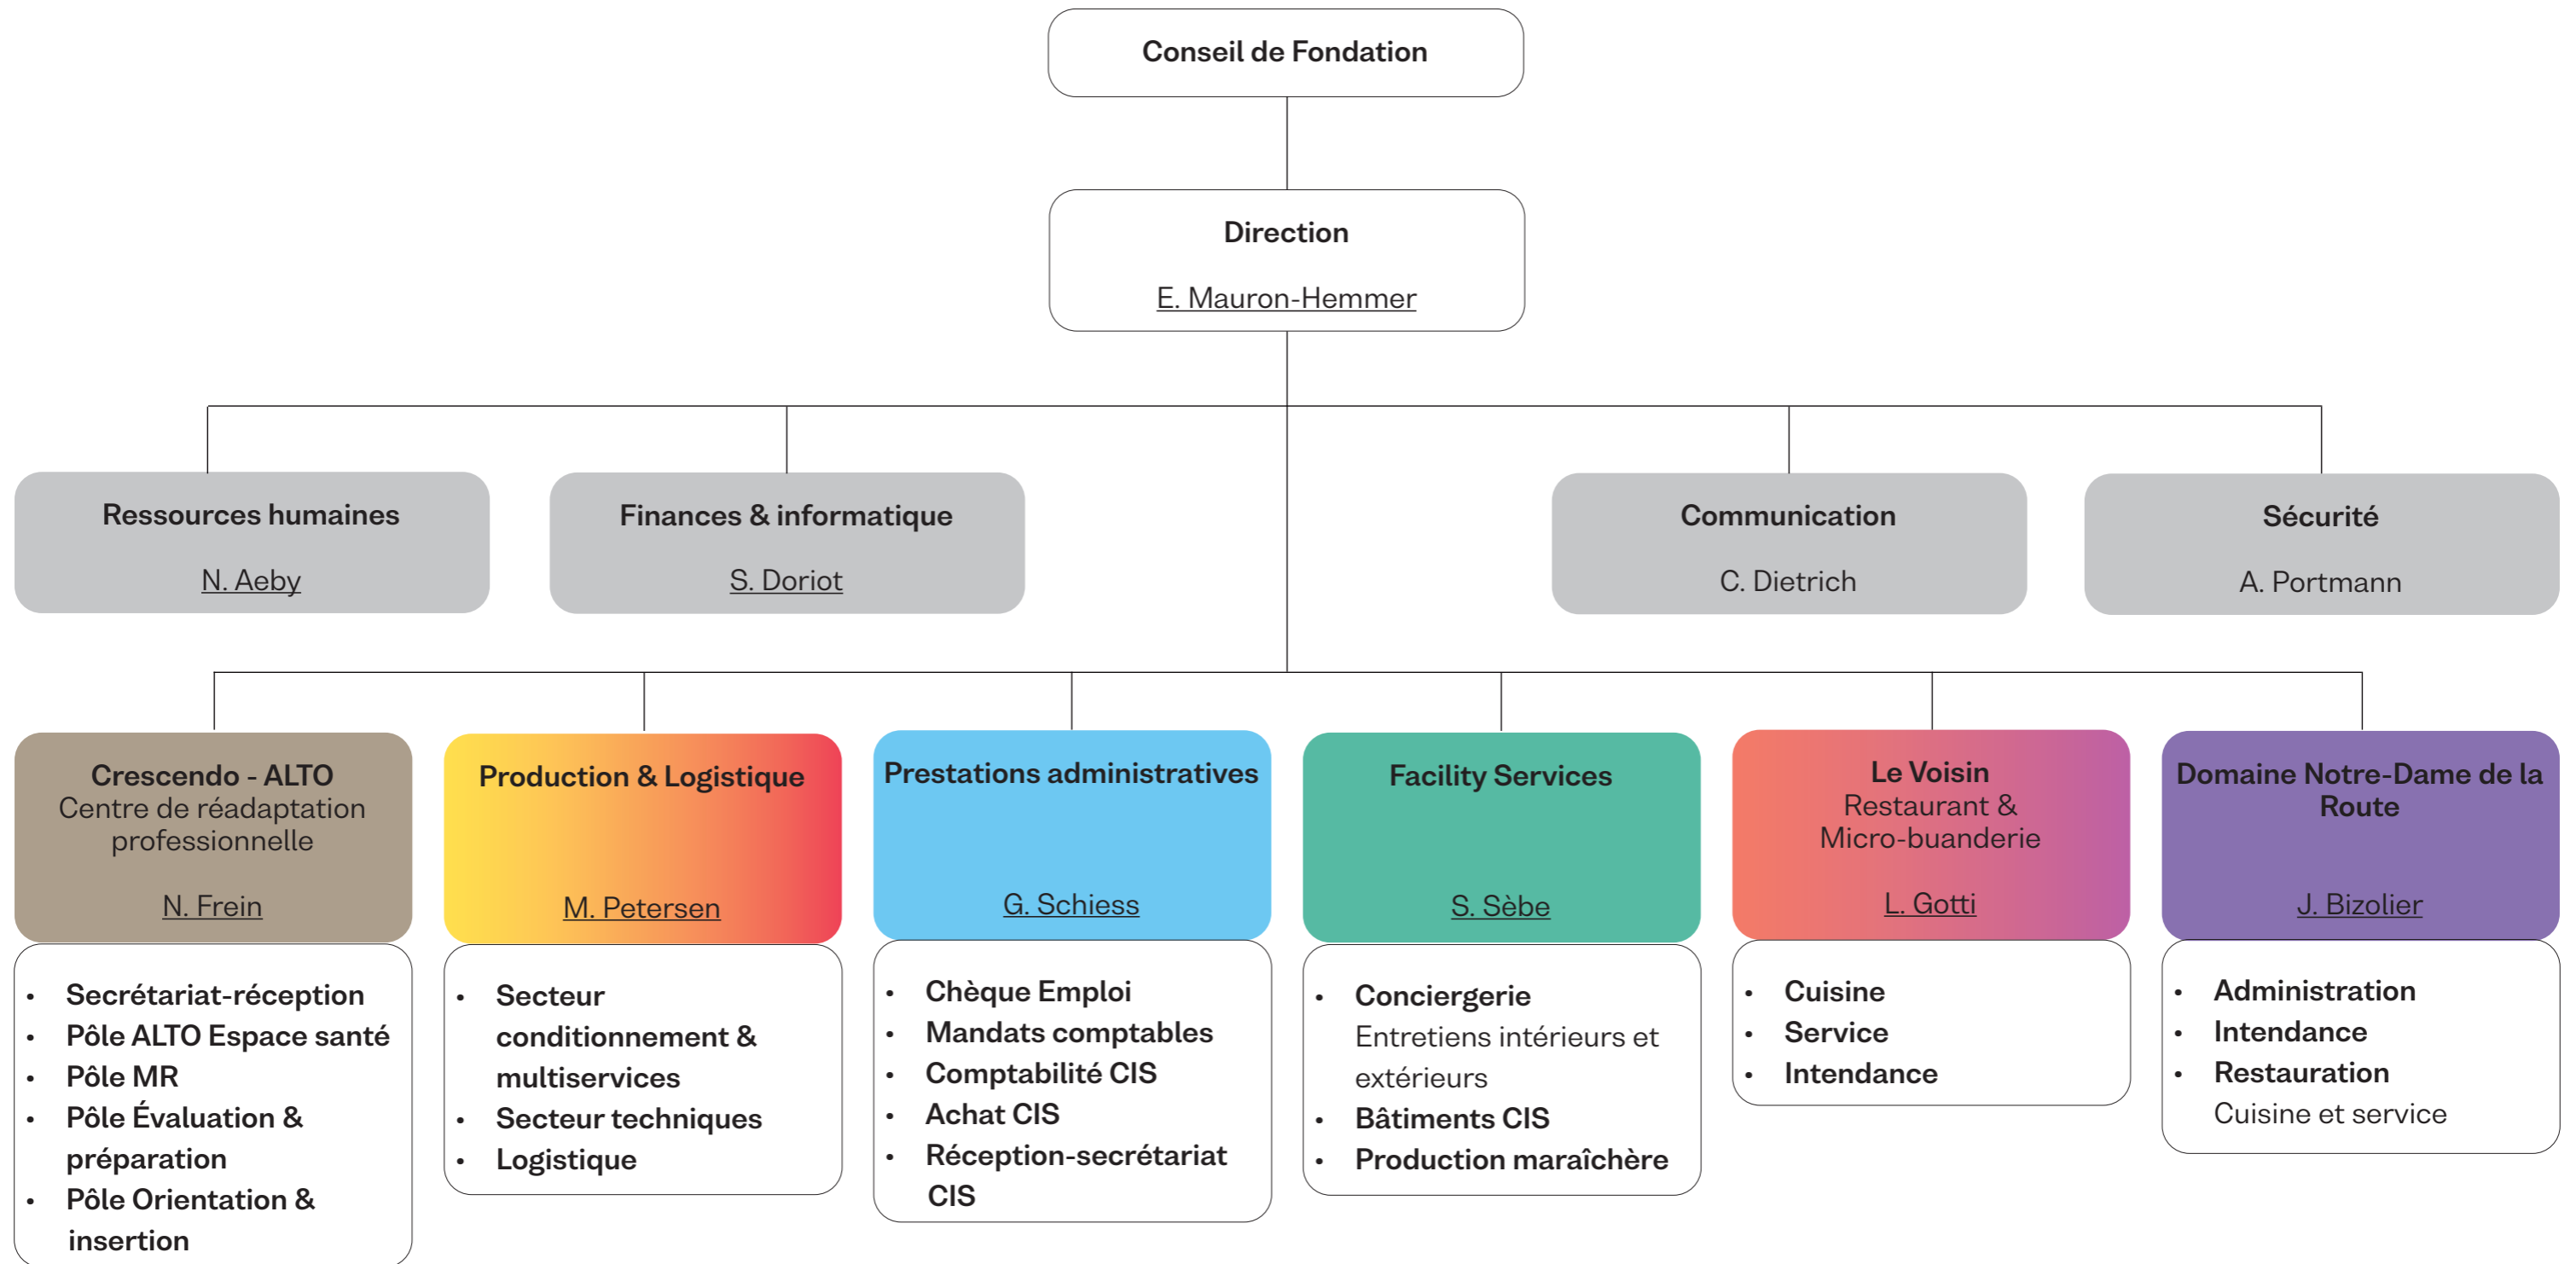 Conseil de Fondation
Direction
E. Mauron-Hemmer
Ressources humaines
N. Aeby
Finances & informatique
S. Doriot
Communication
C. Dietrich
Sécurité
A. Portmann
Crescendo - ALTO
Centre de réadaptation
professionnelle
N. Frein
• Secrétariat-réception
• Pôle ALTO Espace santé
• Pôle MR
• Pôle Évaluation &
préparation
• Pôle Orientation &
insertion
Production & Logistique
M. Petersen
• Secteur
conditionnement &
multiservices
• Secteur techniques
• Logistique
Prestations administratives
G. Schiess
• Chèque Emploi
• Mandats comptables
• Comptabilité CIS
• Achat CIS
• Réception-secrétariat
CIS
Facility Services
S. Sèbe
• Conciergerie
Entretiens intérieurs et
extérieurs
• Bâtiments CIS
• Production maraîchère
Le Voisin
Restaurant &
Micro-buanderie
L. Gotti
• Cuisine
• Service
• Intendance
Domaine Notre-Dame de la
Route
J. Bizolier
• Administration
• Intendance
• Restauration
Cuisine et service